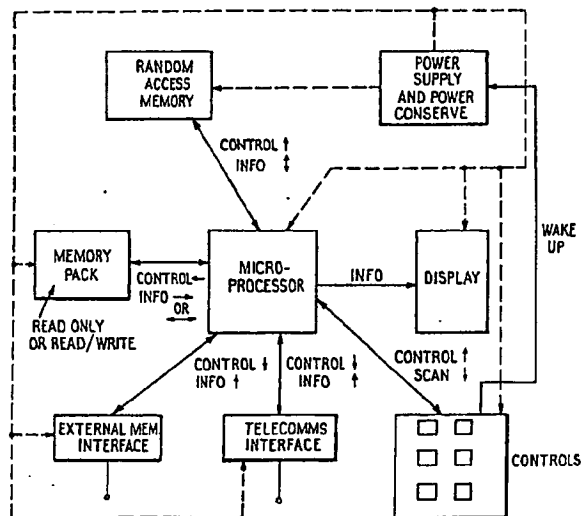 RANDOM
ACCESS
MEMORY
POWER
SUPPLY
AND POWER
CONSERVE
CONTROL ↑
INFO ↕
WAKE
UP
MEMORY
PACK
CONTROL ←
INFO →
OR ↔
READ ONLY
OR READ/WRITE
MICRO-
PROCESSOR
INFO
DISPLAY
CONTROL ↓
INFO ↑
CONTROL ↓
INFO ↑
CONTROL ↑
SCAN ↓
EXTERNAL MEM.
INTERFACE
TELECOMMS
INTERFACE
CONTROLS